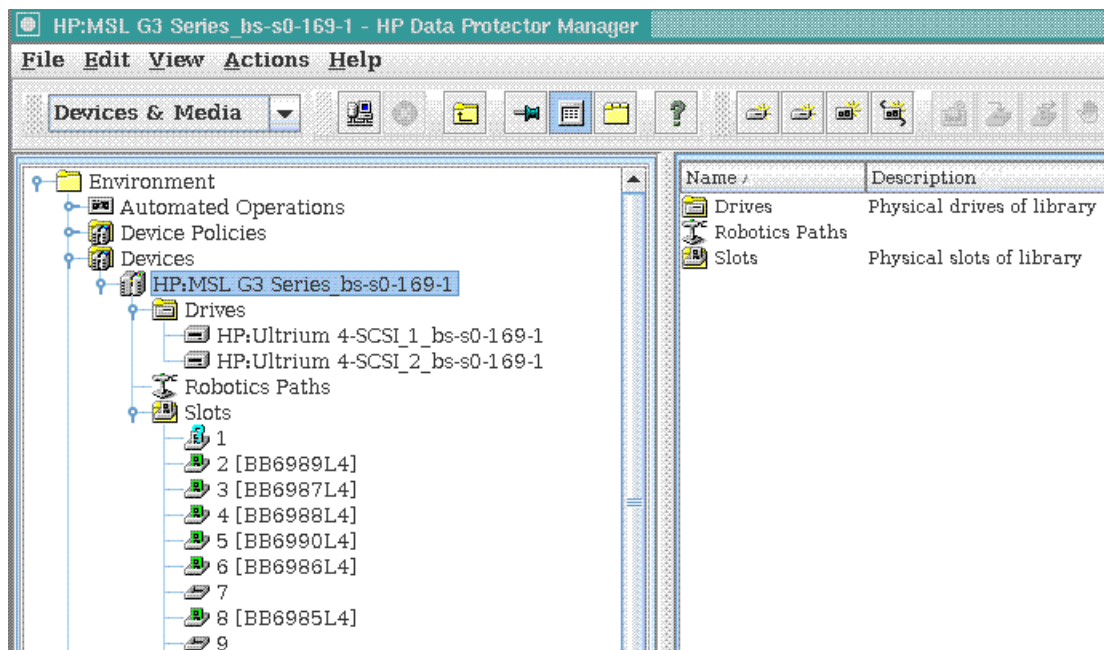 HP:MSL G3 Series_bs-s0-169-1 - HP Data Protector Manager
File Edit View Actions Help
Devices & Media
Environment
Automated Operations
Device Policies
Devices
HP:MSL G3 Series_bs-s0-169-1
Drives
HP:Ultrium 4-SCSI_1_bs-s0-169-1
HP:Ultrium 4-SCSI_2_bs-s0-169-1
Robotics Paths
Slots
1
2 [BB6989L4]
3 [BB6987L4]
4 [BB6988L4]
5 [BB6990L4]
6 [BB6986L4]
7
8 [BB6985L4]
9
Name Description
Drives Physical drives of library
Robotics Paths
Slots Physical slots of library